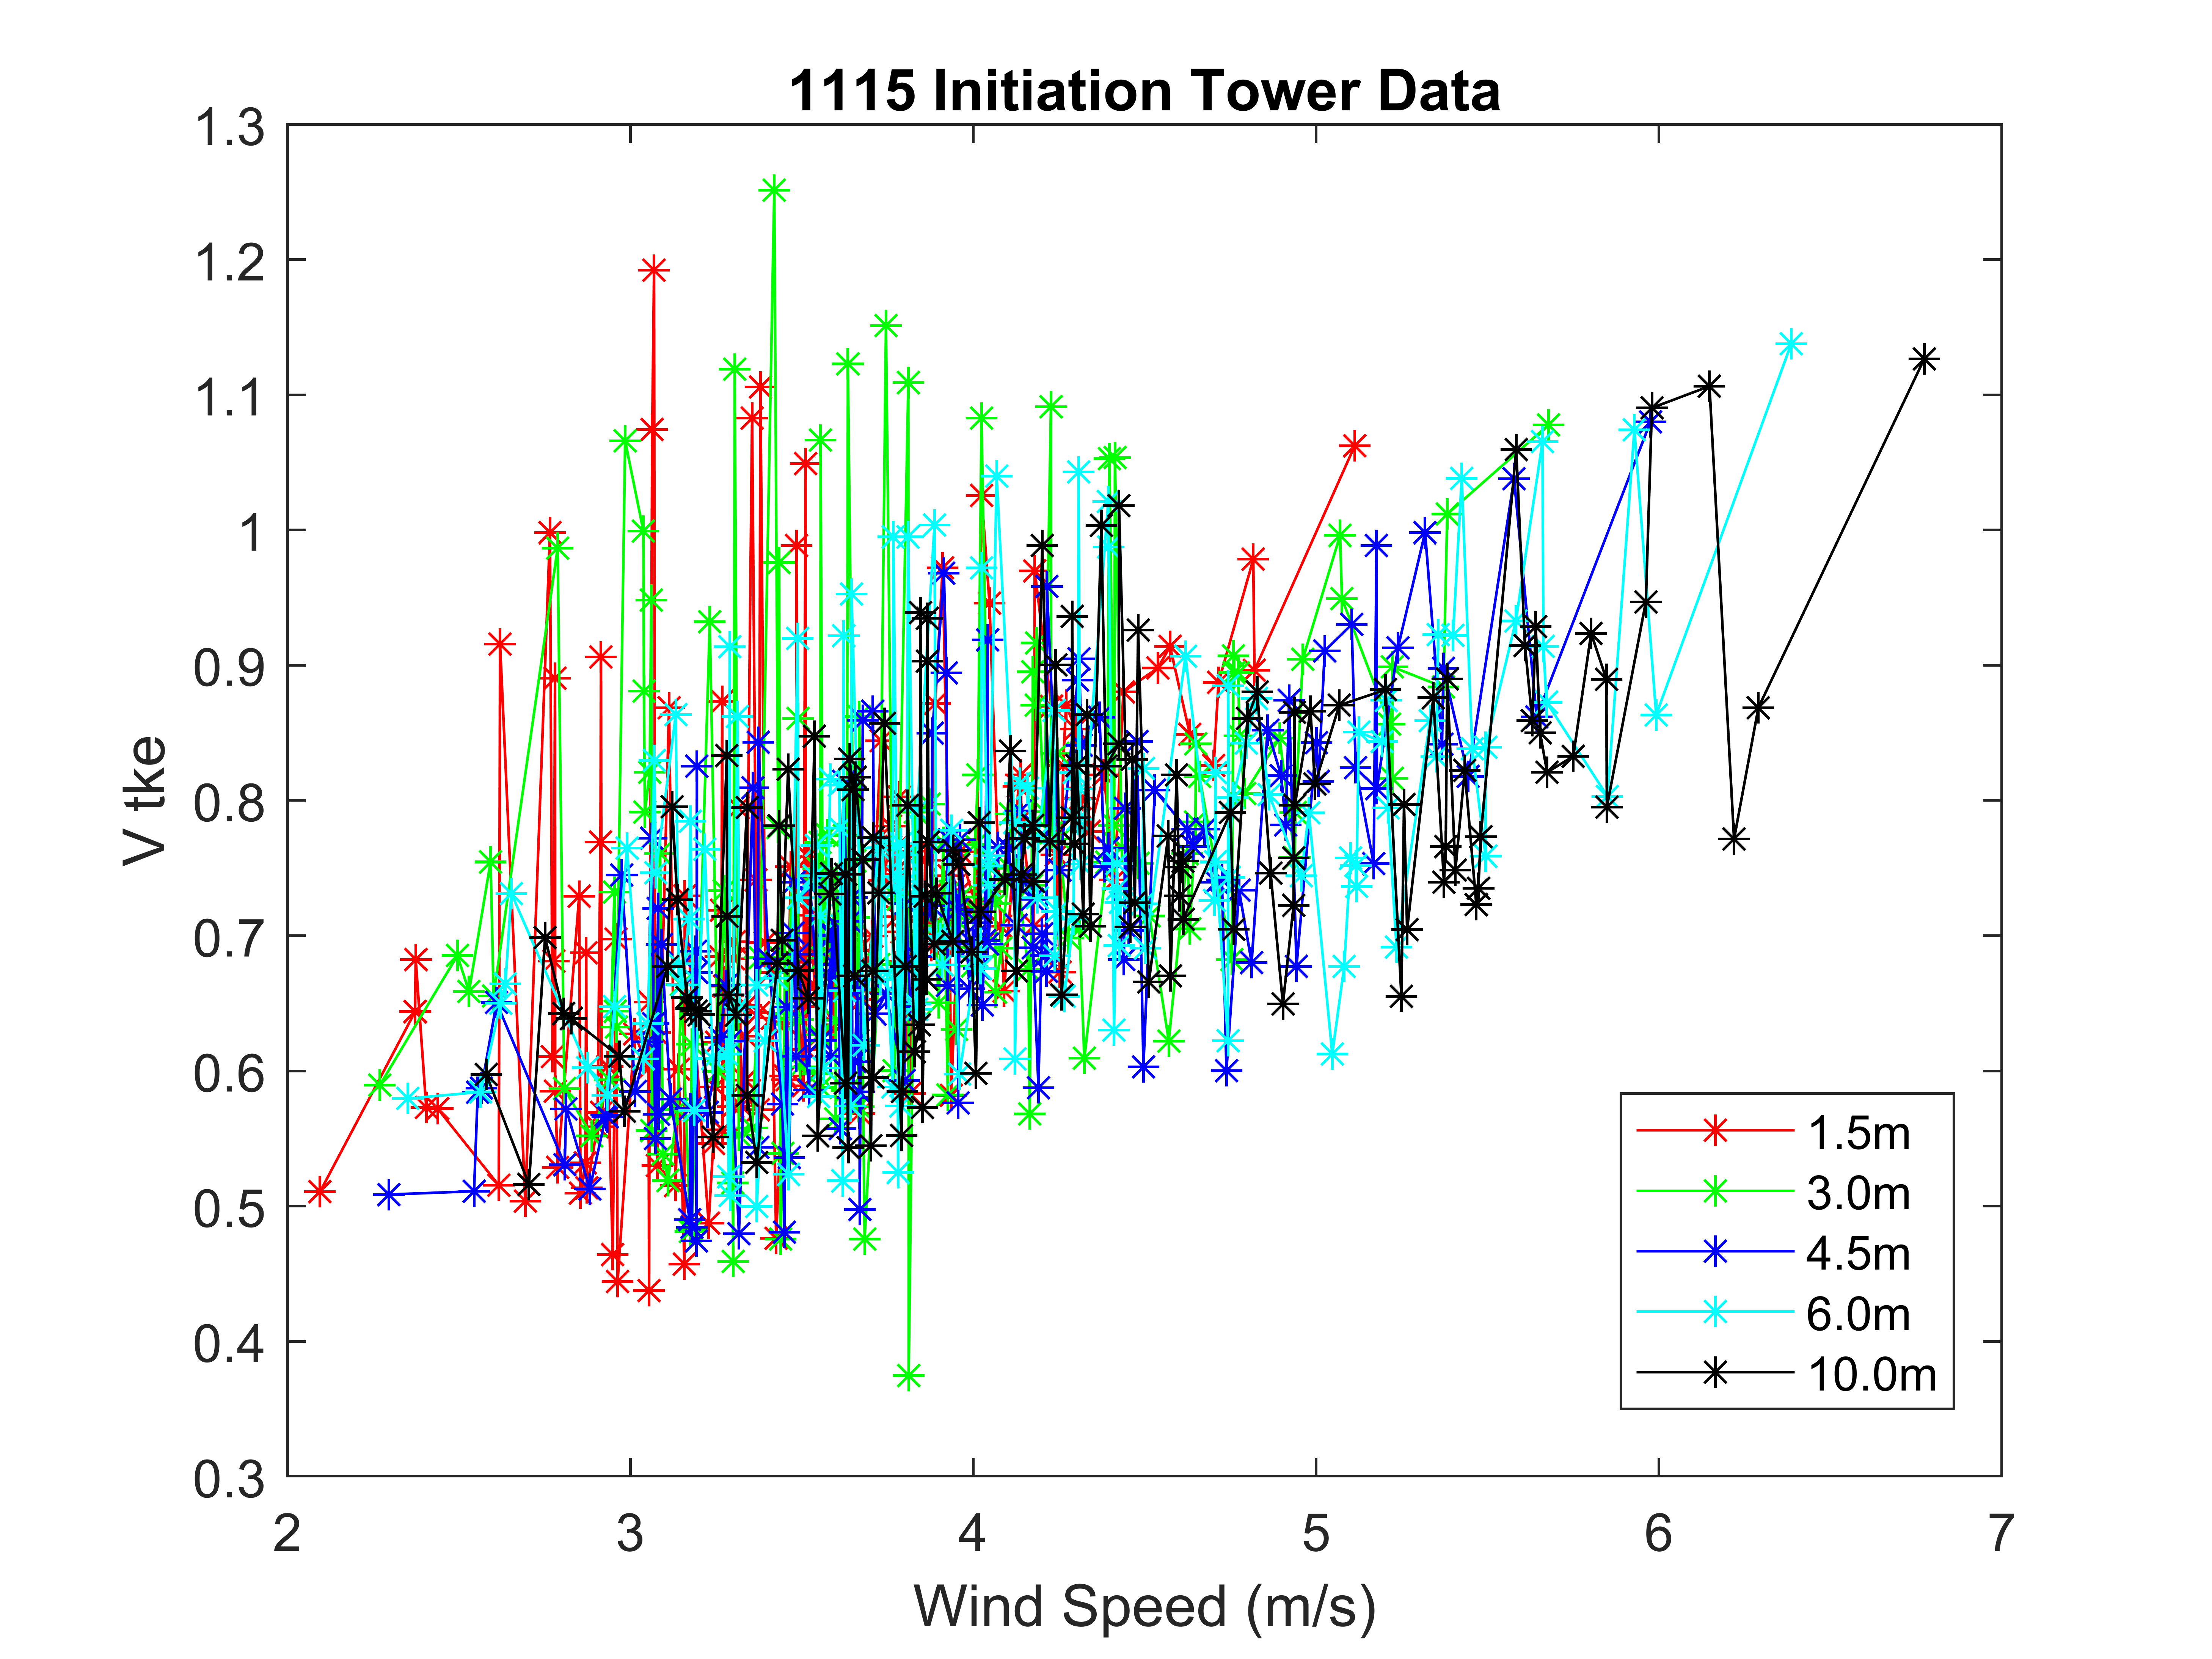 1115 Initiation Tower Data
1.3
1.2
1.1
1
0.9
0.8
0.7
0.6
0.5
0.4
0.3
V tke
2 3 4 5 6 7
Wind Speed (m/s)
1.5m
3.0m
4.5m
6.0m
10.0m